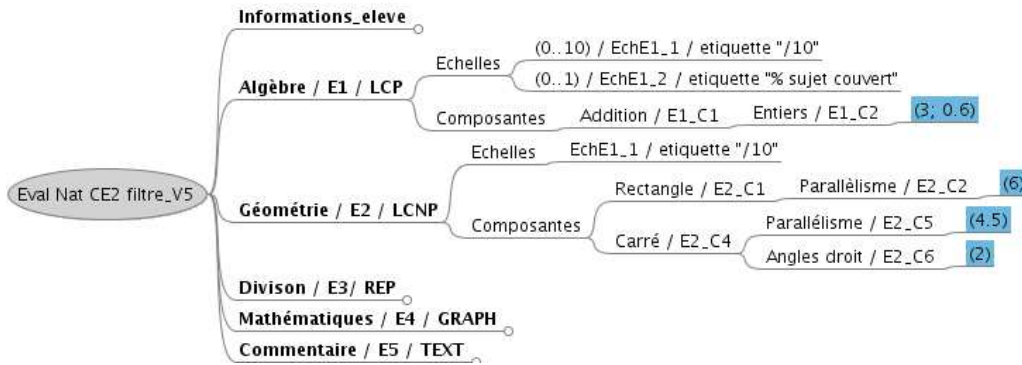 Informations_eleve
(0..10) / EchE1_1 / etiquette "/10"
Echelles
(0..1) / EchE1_2 / etiquette "% sujet couvert"
Algèbre / E1 / LCP
Composantes Addition / E1_C1 Entiers / E1_C2 (3; 0.6)
Echelles EchE1_1 / etiquette "/10"
Eval Nat CE2 filtre_V5
Rectangle / E2_C1 Parallèlisme / E2_C2 (6)
Géométrie / E2 / LCNP
Composantes
Parallélisme / E2_C5 (4.5)
Carré / E2_C4
Angles droit / E2_C6 (2)
Divison / E3/ REP
Mathématiques / E4 / GRAPH
Commentaire / E5 / TEXT